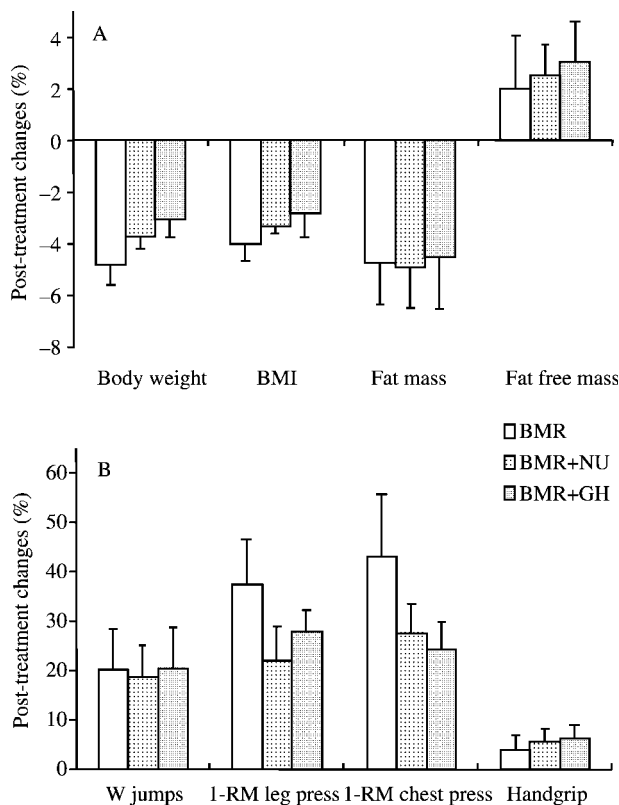 A
Post-treatment changes (%)
4
2
0
–2
–4
–6
–8
Body weight BMI Fat mass Fat free mass
BMR
BMR+NU
BMR+GH
B
Post-treatment changes (%)
60
50
40
30
20
10
0
W jumps 1-RM leg press 1-RM chest press Handgrip